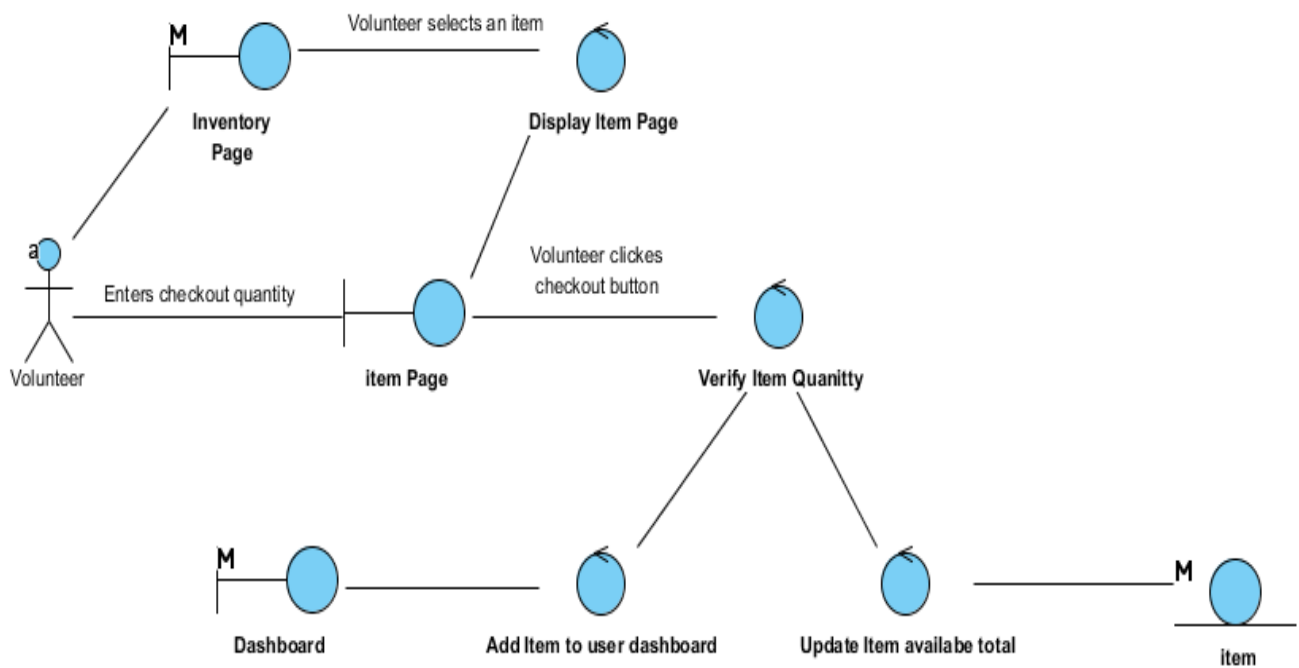 Volunteer selects an item
M
Inventory
Page
Display Item Page
a
Volunteer clickes
checkout button
Enters checkout quantity
Volunteer
item Page
Verify Item Quanitty
M
M
Dashboard
Add Item to user dashboard
Update Item availabe total
item